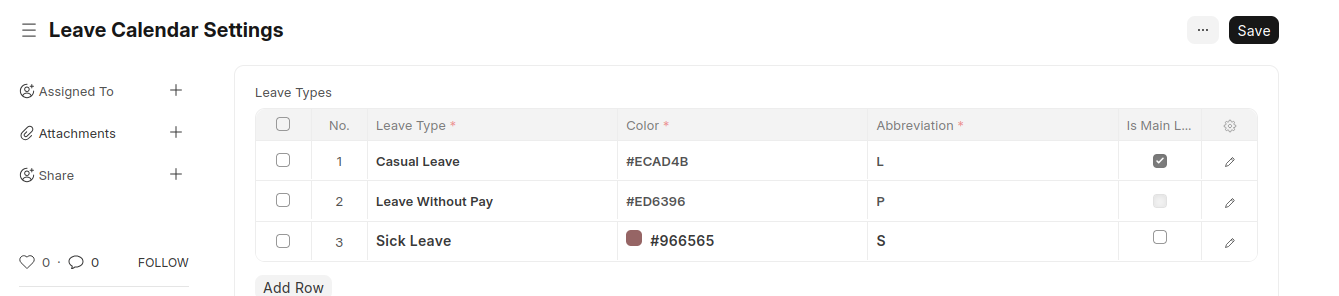 Leave Calendar Settings
...
Save
Assigned To
Attachments
Share
0 · 0 FOLLOW
Leave Types
No. Leave Type * Color * Abbreviation * Is Main L...
1 Casual Leave #ECAD4B L
2 Leave Without Pay #ED6396 P
3 Sick Leave #966565 S
Add Row